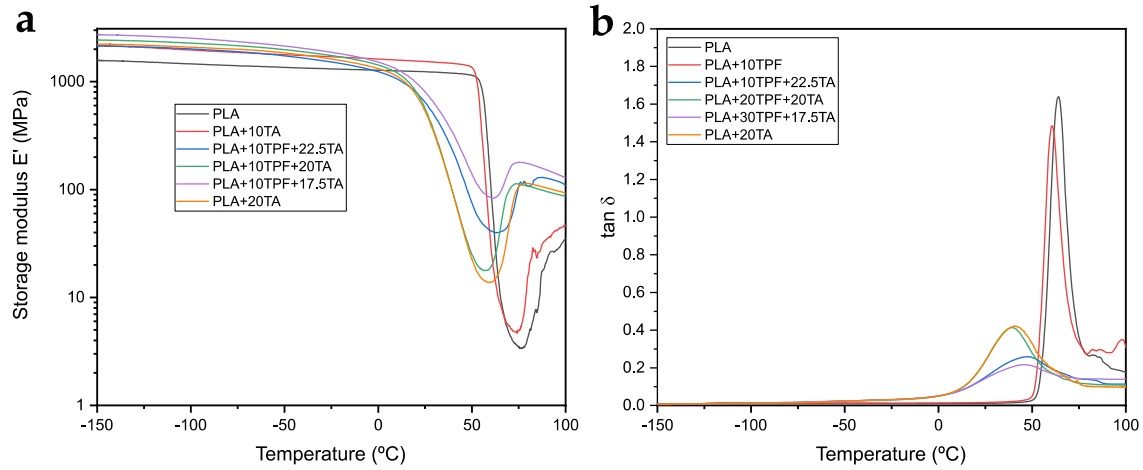 a
Storage modulus E' (MPa)
1000
100
10
1
PLA
PLA+10TA
PLA+10TPF+22.5TA
PLA+10TPF+20TA
PLA+10TPF+17.5TA
PLA+20TA
-150 -100 -50 0 50 100
Temperature (ºC)
b
tan δ
2.0
1.8
1.6
1.4
1.2
1.0
0.8
0.6
0.4
0.2
0.0
PLA
PLA+10TPF
PLA+10TPF+22.5TA
PLA+20TPF+20TA
PLA+30TPF+17.5TA
PLA+20TA
-150 -100 -50 0 50 100
Temperature (ºC)